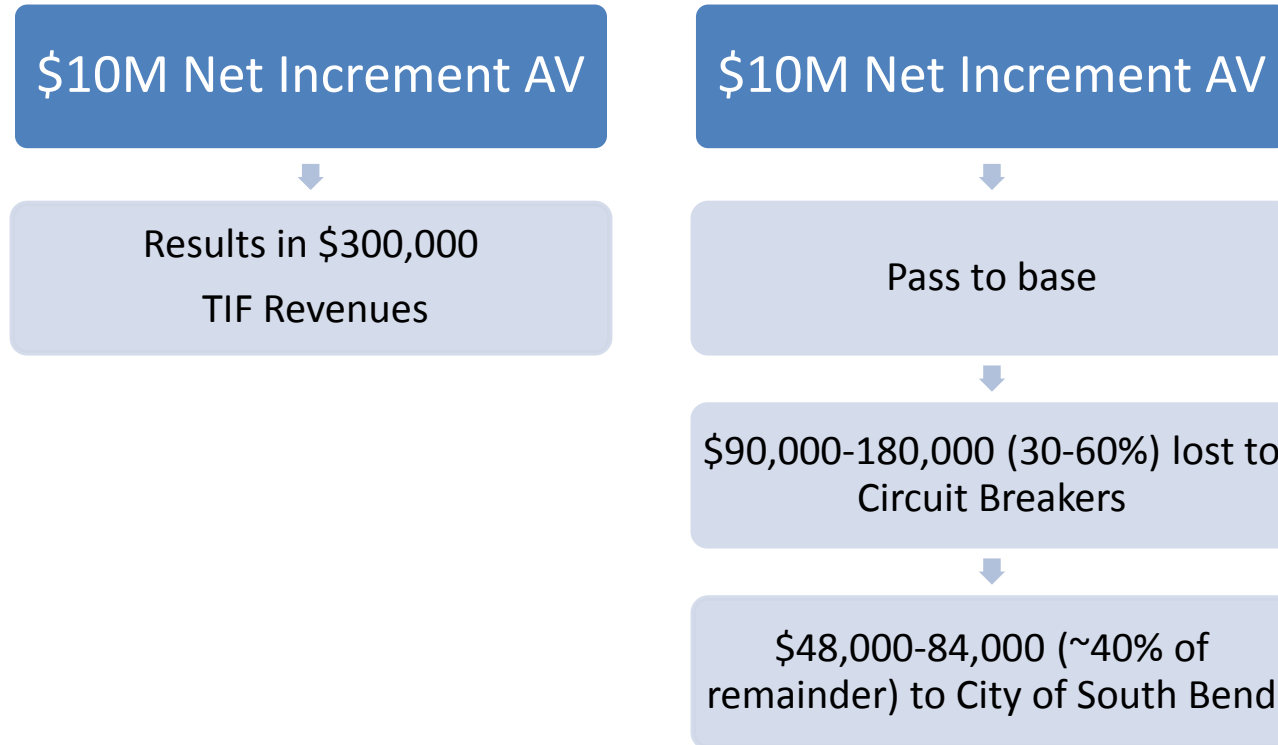 $10M Net Increment AV
Results in $300,000
TIF Revenues
$10M Net Increment AV
Pass to base
$90,000-180,000 (30-60%) lost to
Circuit Breakers
$48,000-84,000 (~40% of
remainder) to City of South Bend